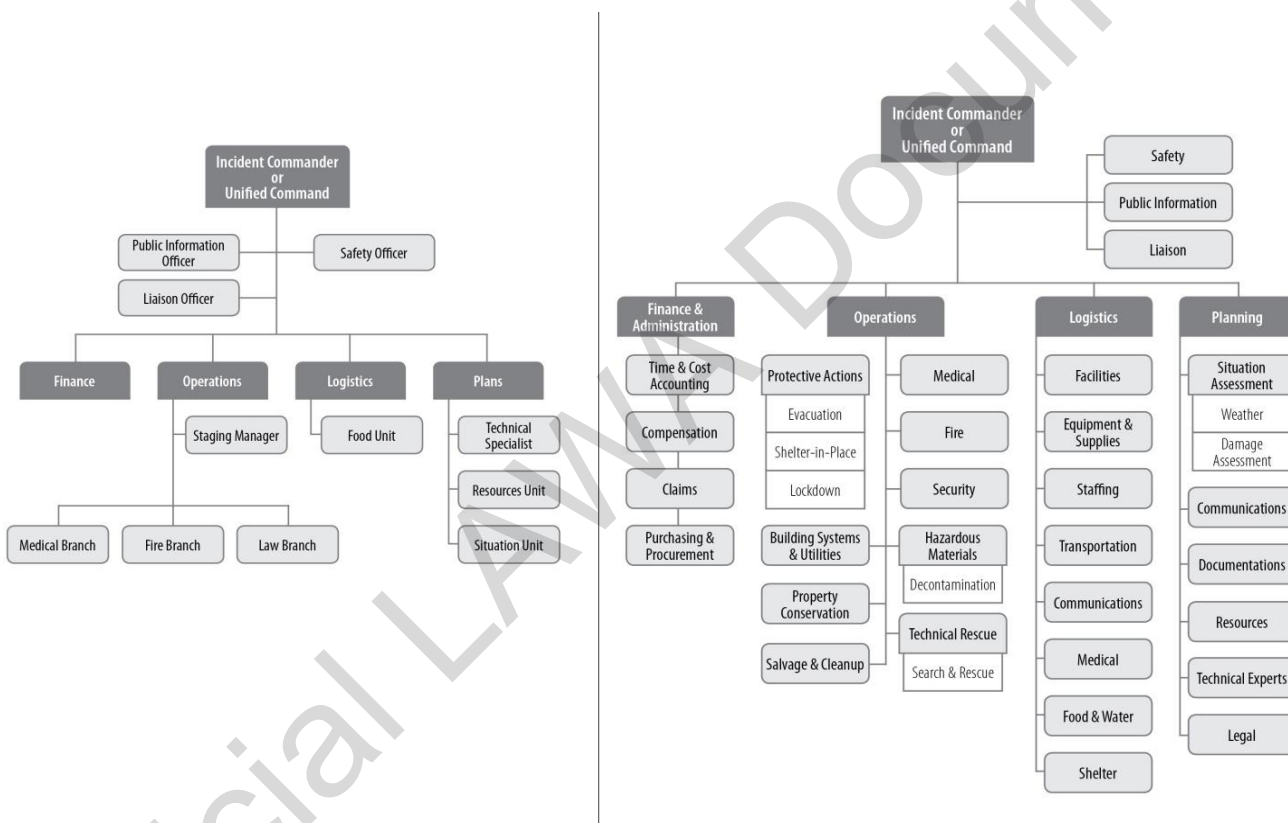 Incident Commander
or
Unified Command
Public Information
Officer
Safety Officer
Liaison Officer
Finance
Operations
Logistics
Plans
Staging Manager
Food Unit
Technical
Specialist
Resources Unit
Situation Unit
Medical Branch
Fire Branch
Law Branch
Incident Commander
or
Unified Command
Safety
Public Information
Liaison
Finance &
Administration
Operations
Logistics
Planning
Time & Cost
Accounting
Compensation
Claims
Purchasing &
Procurement
Protective Actions
Evacuation
Shelter-in-Place
Lockdown
Building Systems
& Utilities
Property
Conservation
Salvage & Cleanup
Medical
Fire
Security
Hazardous
Materials
Decontamination
Technical Rescue
Search & Rescue
Facilities
Equipment &
Supplies
Staffing
Transportation
Communications
Medical
Food & Water
Shelter
Situation
Assessment
Weather
Damage
Assessment
Communications
Documentations
Resources
Technical Experts
Legal
LAWA